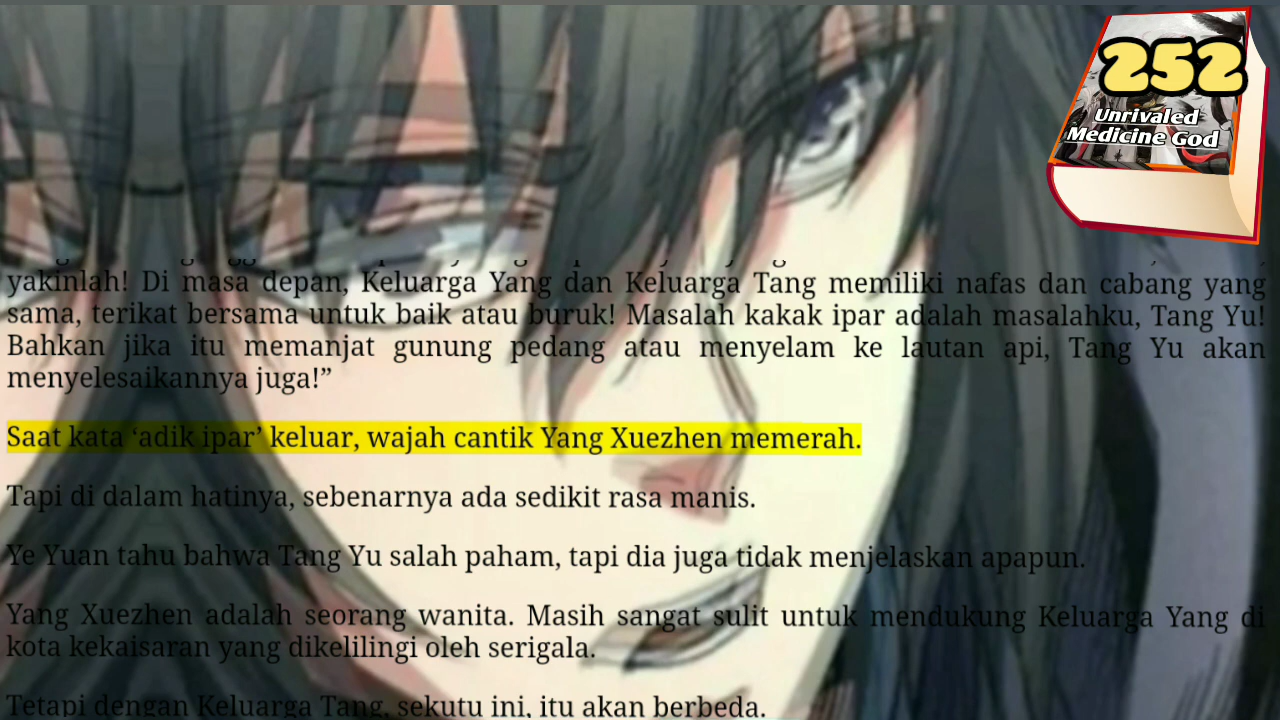 252
Unrivaled
Medicine God
yakinlah! Di masa depan, Keluarga Yang dan Keluarga Tang memiliki nafas dan cabang yang
sama, terikat bersama untuk baik atau buruk! Masalah kakak ipar adalah masalahku, Tang Yu!
Bahkan jika itu memanjat gunung pedang atau menyelam ke lautan api, Tang Yu akan
menyelesaikannya juga!”
Saat kata ‘adik ipar’ keluar, wajah cantik Yang Xuezhen memerah.
Tapi di dalam hatinya, sebenarnya ada sedikit rasa manis.
Ye Yuan tahu bahwa Tang Yu salah paham, tapi dia juga tidak menjelaskan apapun.
Yang Xuezhen adalah seorang wanita. Masih sangat sulit untuk mendukung Keluarga Yang di
kota kekaisaran yang dikelilingi oleh serigala.
Tetapi dengan Keluarga Tang, sekutu ini, itu akan berbeda.